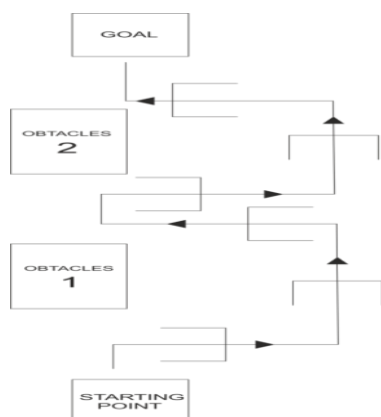 GOAL
OBTACLES
2
OBTACLES
1
STARTING
POINT